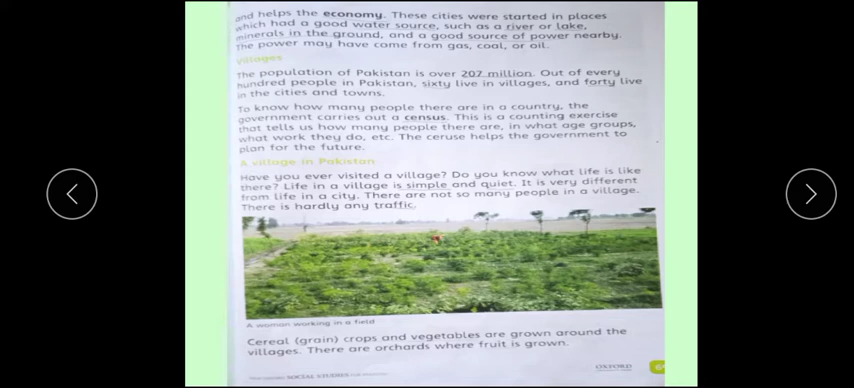 and helps the economy. These cities were started in places
which had a good water source, such as a river or lake,
minerals in the ground, and a good source of power nearby.
The power may have come from gas, coal, or oil.
Villages
The population of Pakistan is over 207 million. Out of every
hundred people in Pakistan, sixty live in villages, and forty live
in the cities and towns.
To know how many people there are in a country, the
government carries out a census. This is a counting exercise
that tells us how many people there are, in what age groups,
what work they do, etc. The ceruse helps the government to
plan for the future.
A village in Pakistan
Have you ever visited a village? Do you know what life is like
there? Life in a village is simple and quiet. It is very different
from life in a city. There are not so many people in a village.
There is hardly any traffic.
A woman working in a field
Cereal (grain) crops and vegetables are grown around the
villages. There are orchards where fruit is grown.
SOCIAL STUDIES
OXFORD